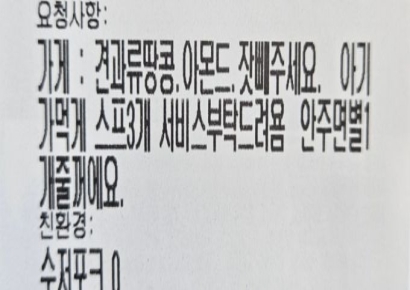 요청사항:
가게 : 견과류땅콩.아몬드.잣빼주세요. 아기
가먹게 스프3개 서비스부탁드려욤 안주면별1
개줄꺼에요.
친환경:
수저포크 0